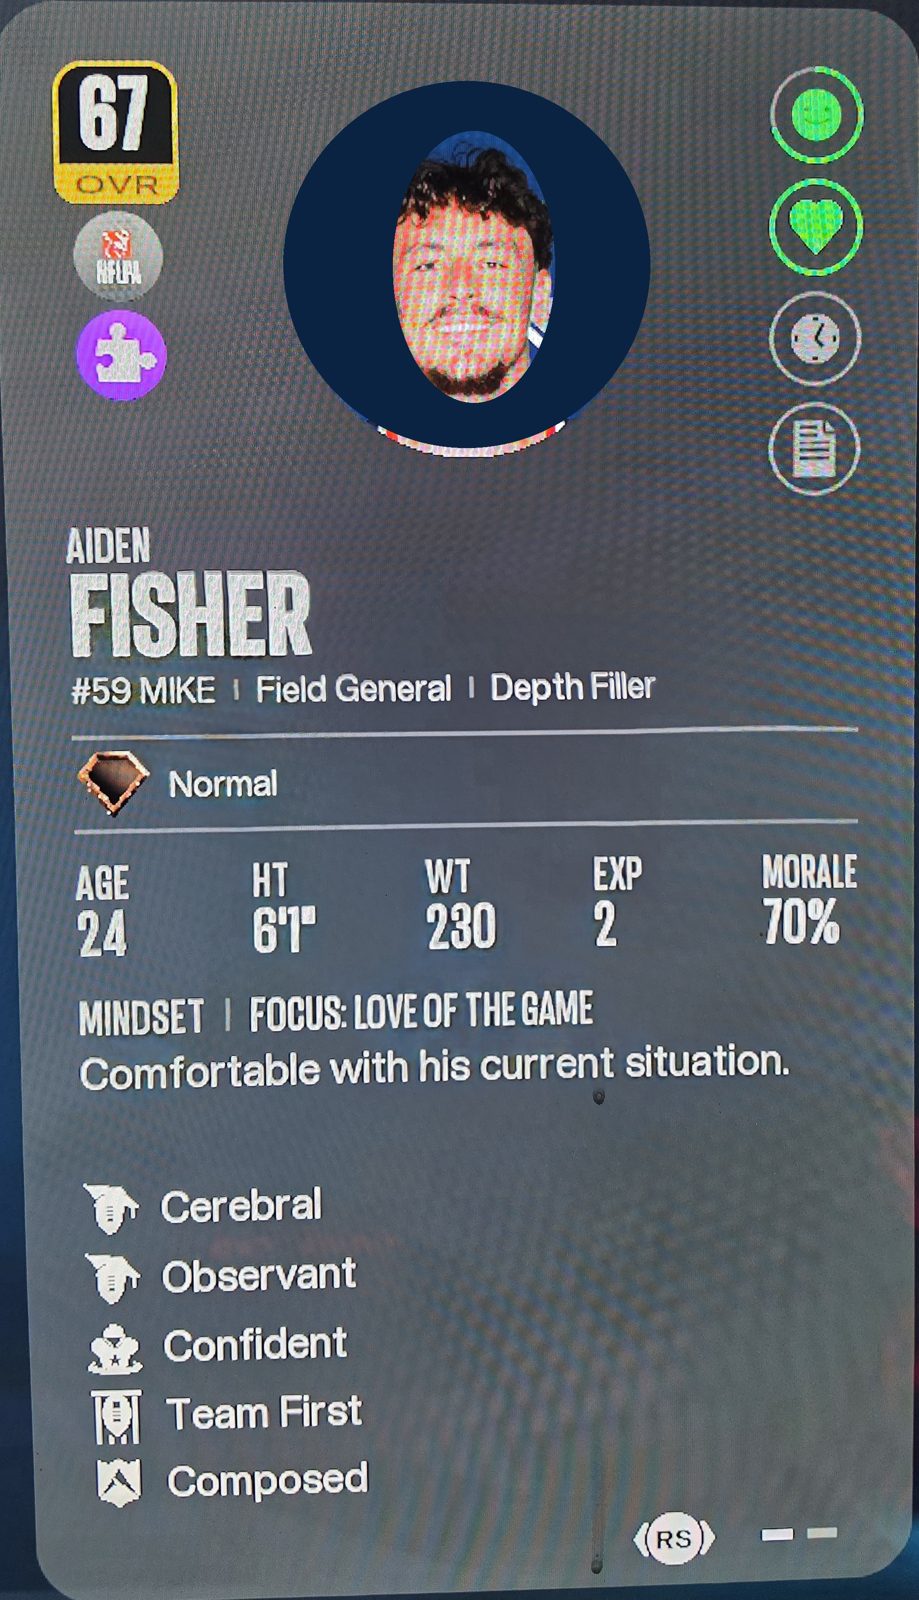 67
OVR
NFLPA
AIDEN
FISHER
#59 MIKE | Field General | Depth Filler
Normal
AGE HT WT EXP MORALE
24 6'1" 230 2 70%
MINDSET | FOCUS: LOVE OF THE GAME
Comfortable with his current situation.
Cerebral
Observant
Confident
Team First
Composed
RS